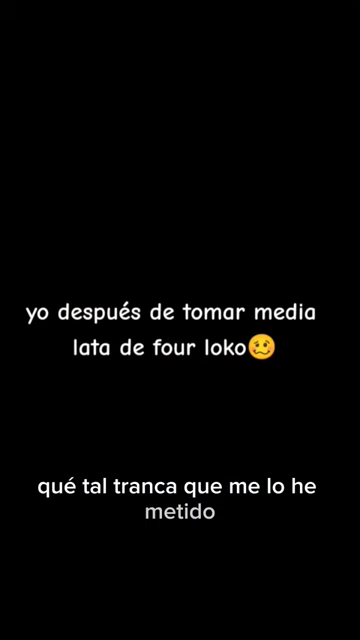 yo después de tomar media
lata de four loko🥴
qué tal tranca que me lo he
metido